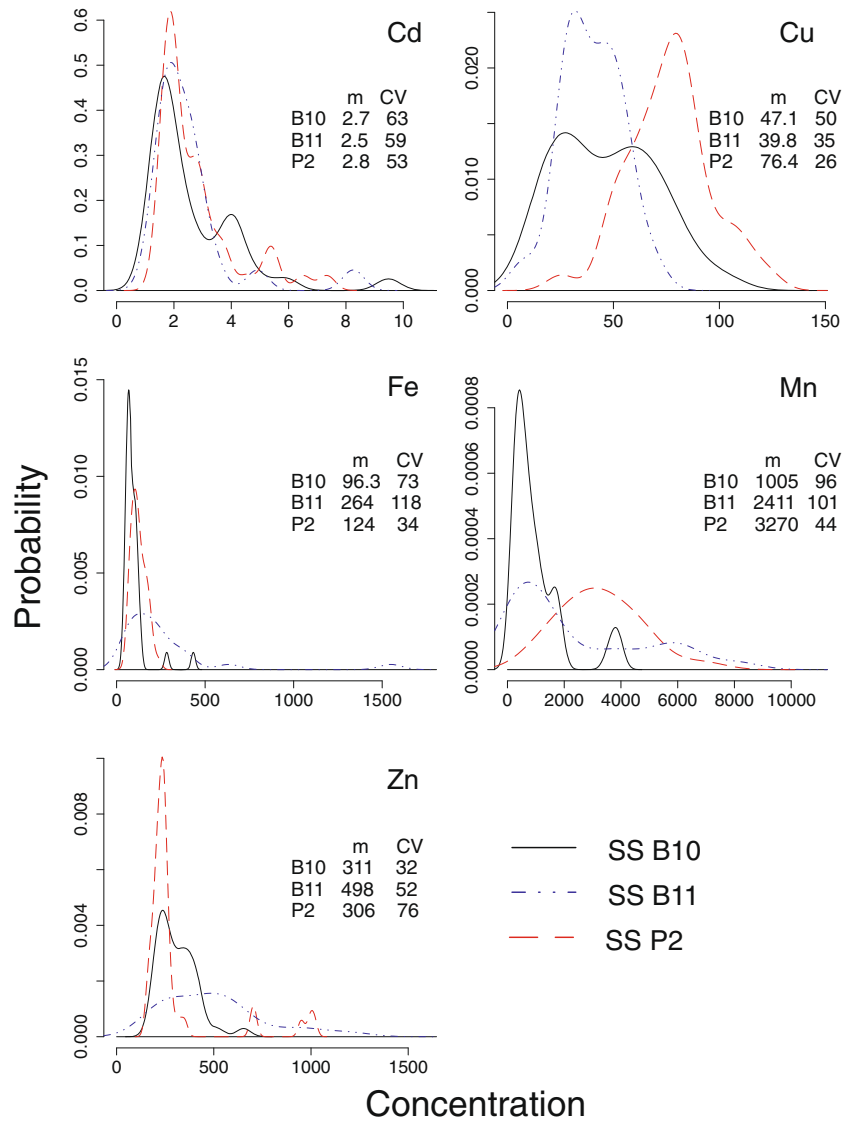 Cd
m CV
B10 2.7 63
B11 2.5 59
P2 2.8 53
0.0 0.1 0.2 0.3 0.4 0.5 0.6
0 2 4 6 8 10
Cu
m CV
B10 47.1 50
B11 39.8 35
P2 76.4 26
0.000 0.010 0.020
0 50 100 150
Fe
m CV
B10 96.3 73
B11 264 118
P2 124 34
0.000 0.005 0.010 0.015
0 500 1000 1500
Mn
m CV
B10 1005 96
B11 2411 101
P2 3270 44
0.0000 0.0002 0.0004 0.0006 0.0008
0 2000 4000 6000 8000 10000
Probability
Zn
m CV
B10 311 32
B11 498 52
P2 306 76
0.000 0.004 0.008
0 500 1000 1500
SS B10
SS B11
SS P2
Concentration